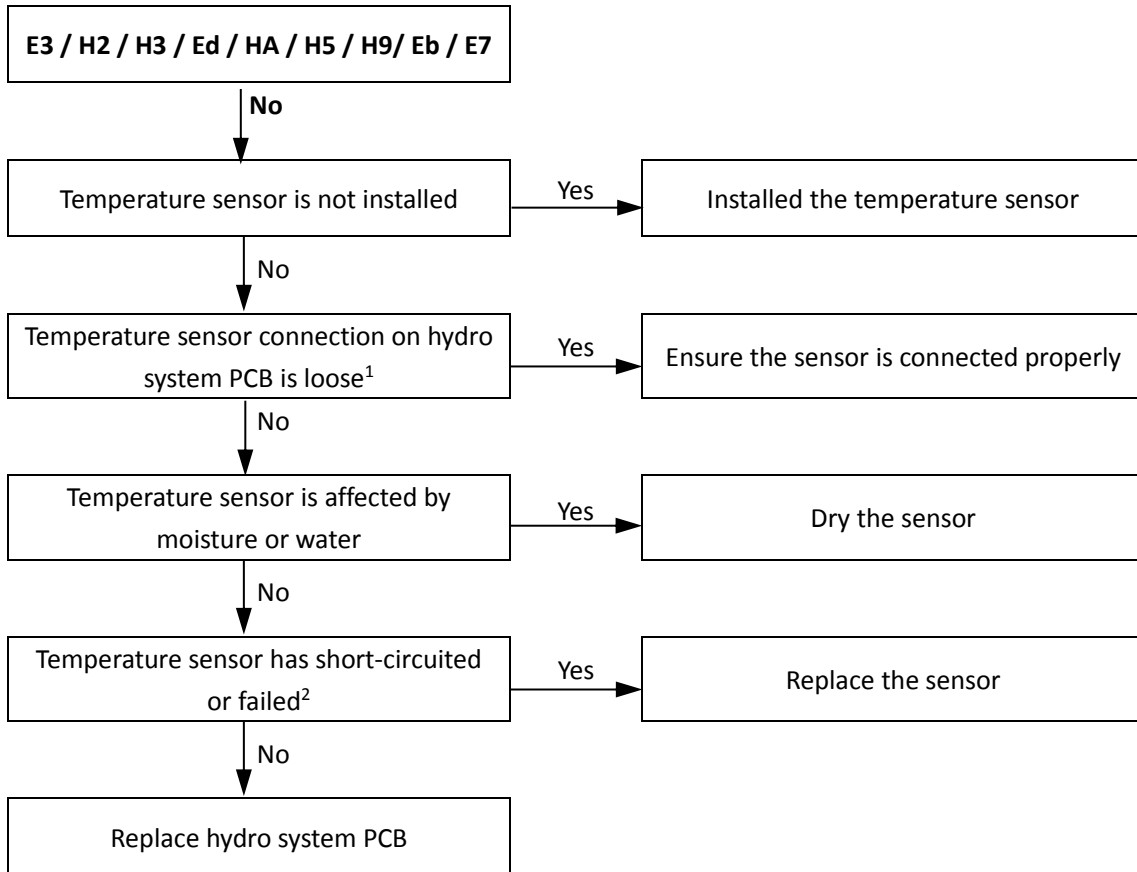 E3 / H2 / H3 / Ed / HA / H5 / H9/ Eb / E7
No
Temperature sensor is not installed
Yes
Installed the temperature sensor
No
Temperature sensor connection on hydro
system PCB is loose¹
Yes
Ensure the sensor is connected properly
No
Temperature sensor is affected by
moisture or water
Yes
Dry the sensor
No
Temperature sensor has short-circuited
or failed²
Yes
Replace the sensor
No
Replace hydro system PCB